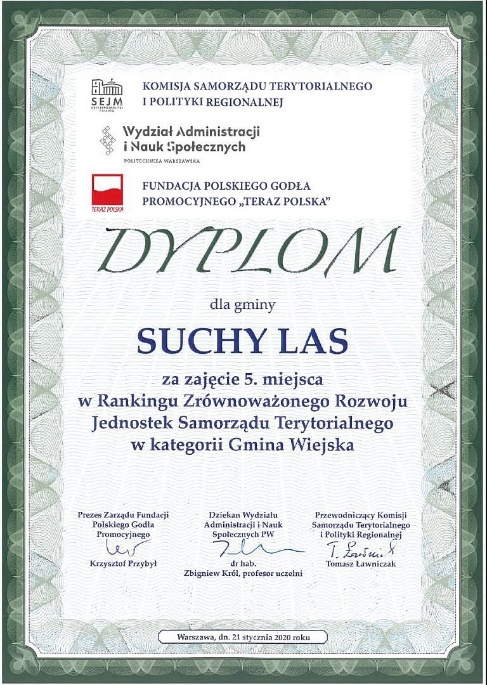 SEJM
KOMISJA SAMORZĄDU TERYTORIALNEGO
I POLITYKI REGIONALNEJ
Wydział Administracji
i Nauk Społecznych
POLITECHNIKA WARSZAWSKA
TERAZ POLSKA
FUNDACJA POLSKIEGO GODŁA
PROMOCYJNEGO „TERAZ POLSKA”
DYPLOM
dla gminy
SUCHY LAS
za zajęcie 5. miejsca
w Rankingu Zrównoważonego Rozwoju
Jednostek Samorządu Terytorialnego
w kategorii Gmina Wiejska
Prezes Zarządu Fundacji
Polskiego Godła
Promocyjnego
Krzysztof Przybył
Dziekan Wydziału
Administracji i Nauk
Społecznych PW
dr hab.
Zbigniew Król, profesor uczelni
Przewodniczący Komisji
Samorządu Terytorialnego
i Polityki Regionalnej
T. Ławniczak
Tomasz Ławniczak
Warszawa, dn. 21 stycznia 2020 roku